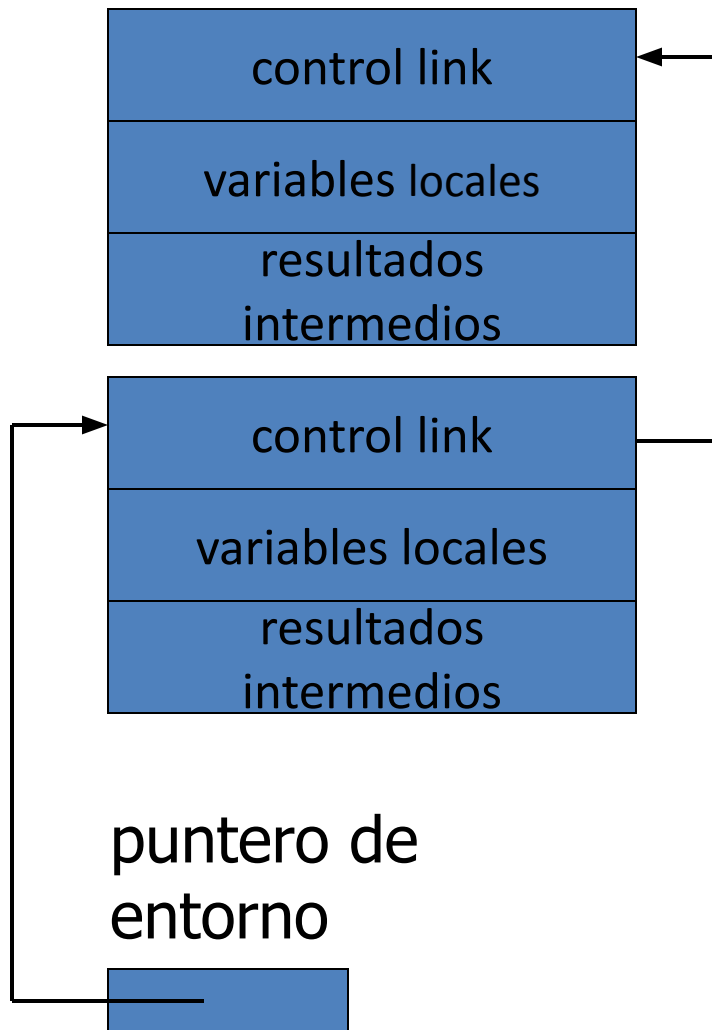 control link
variables locales
resultados
intermedios
control link
variables locales
resultados
intermedios
puntero de
entorno